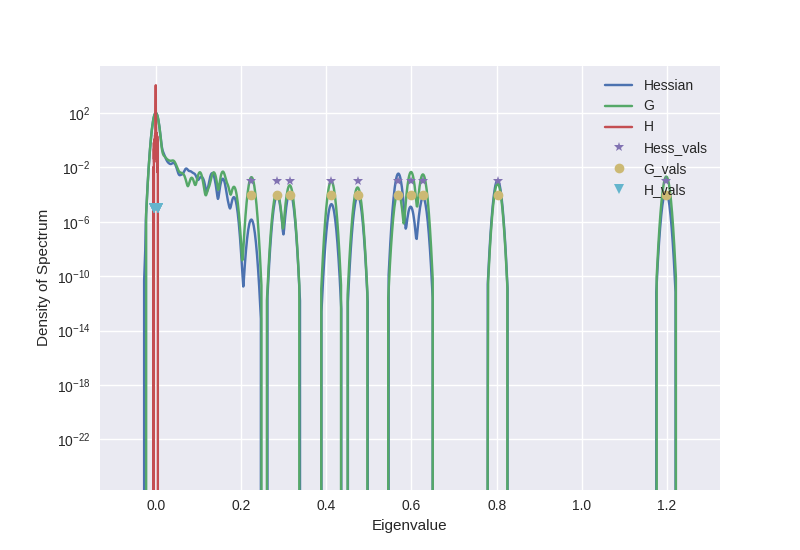 Density of Spectrum
10^2
10^−2
10^−6
10^−10
10^−14
10^−18
10^−22
Hessian
G
H
Hess_vals
G_vals
H_vals
0.0 0.2 0.4 0.6 0.8 1.0 1.2
Eigenvalue